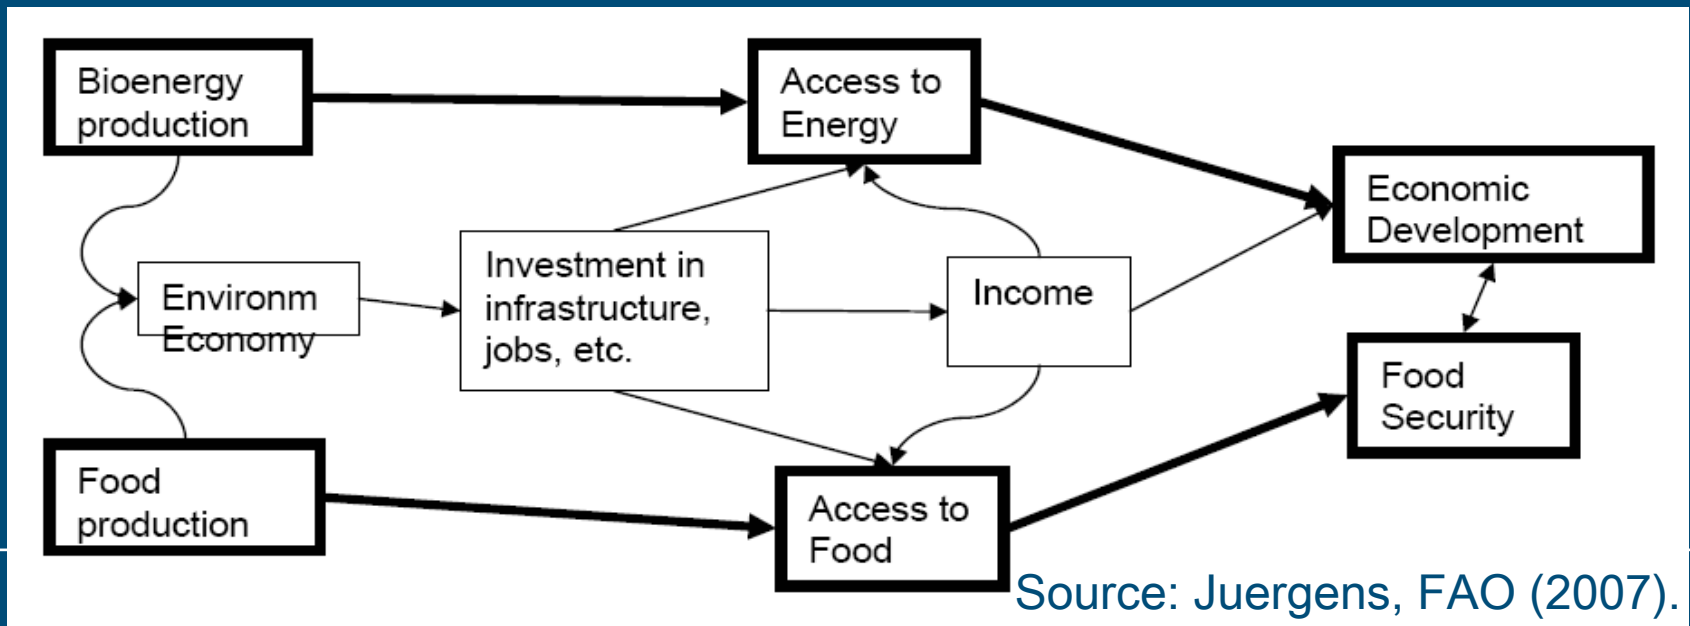 Bioenergy
production
Access to
Energy
Economic
Development
Environm
Economy
Investment in
infrastructure,
jobs, etc.
Income
Food
Security
Food
production
Access to
Food
Source: Juergens, FAO (2007).